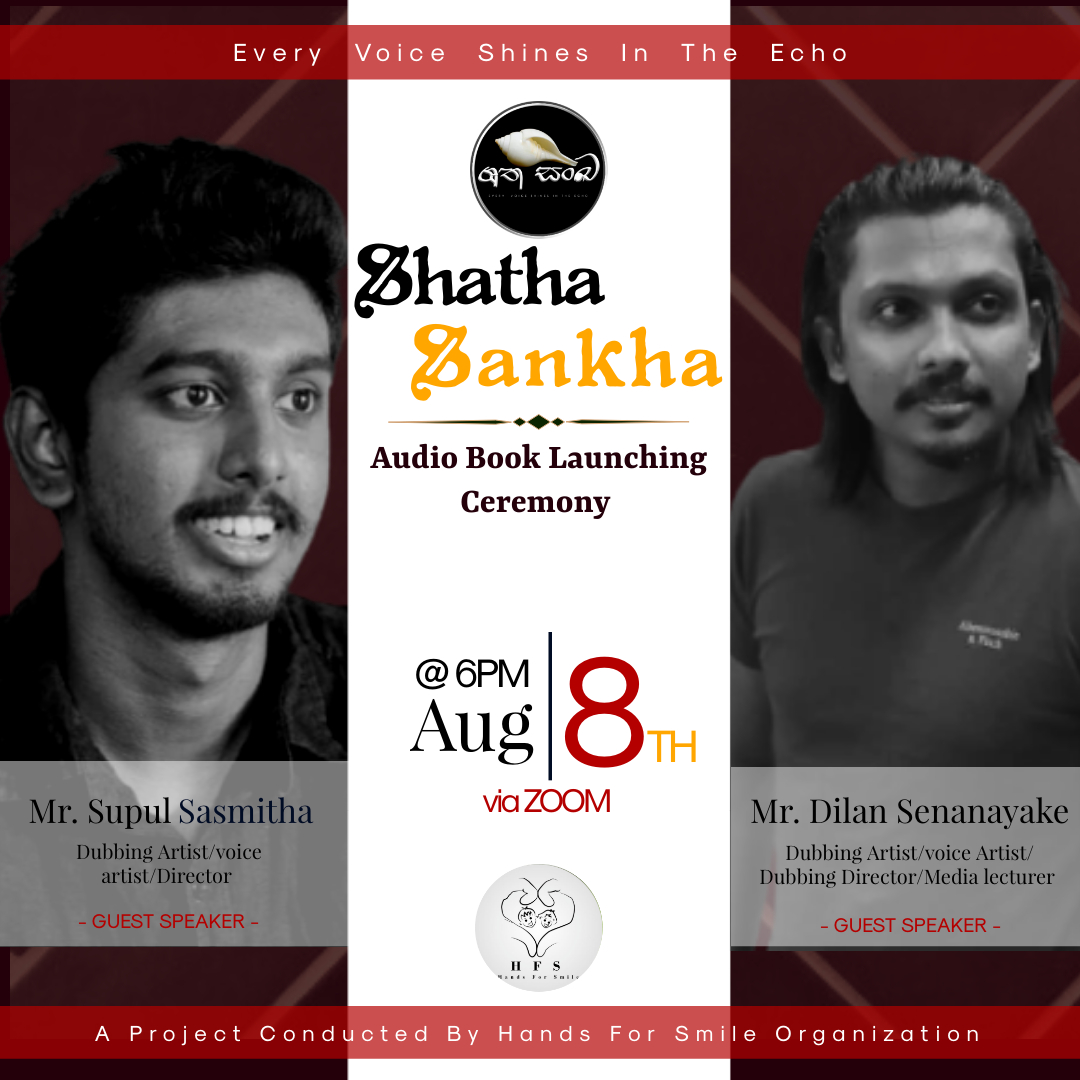 Every Voice Shines In The Echo
ශත සංඛ
Shatha
Sankha
Audio Book Launching
Ceremony
@ 6PM
Aug
8TH
via ZOOM
Mr. Supul Sasmitha
Dubbing Artist/voice
artist/Director
- GUEST SPEAKER -
Mr. Dilan Senanayake
Dubbing Artist/voice Artist/
Dubbing Director/Media lecturer
- GUEST SPEAKER -
H F S
Hands For Smile
A Project Conducted By Hands For Smile Organization